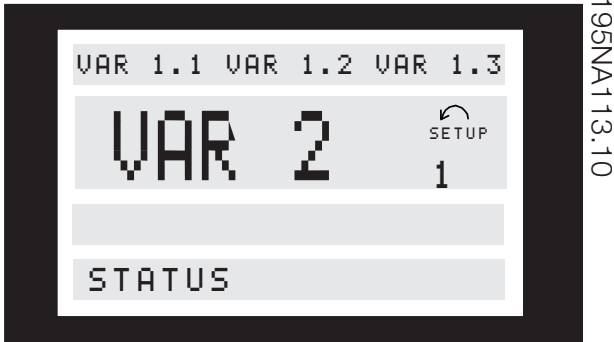 VAR 1.1 VAR 1.2 VAR 1.3
VAR 2
SETUP
1
STATUS
195NA113.10